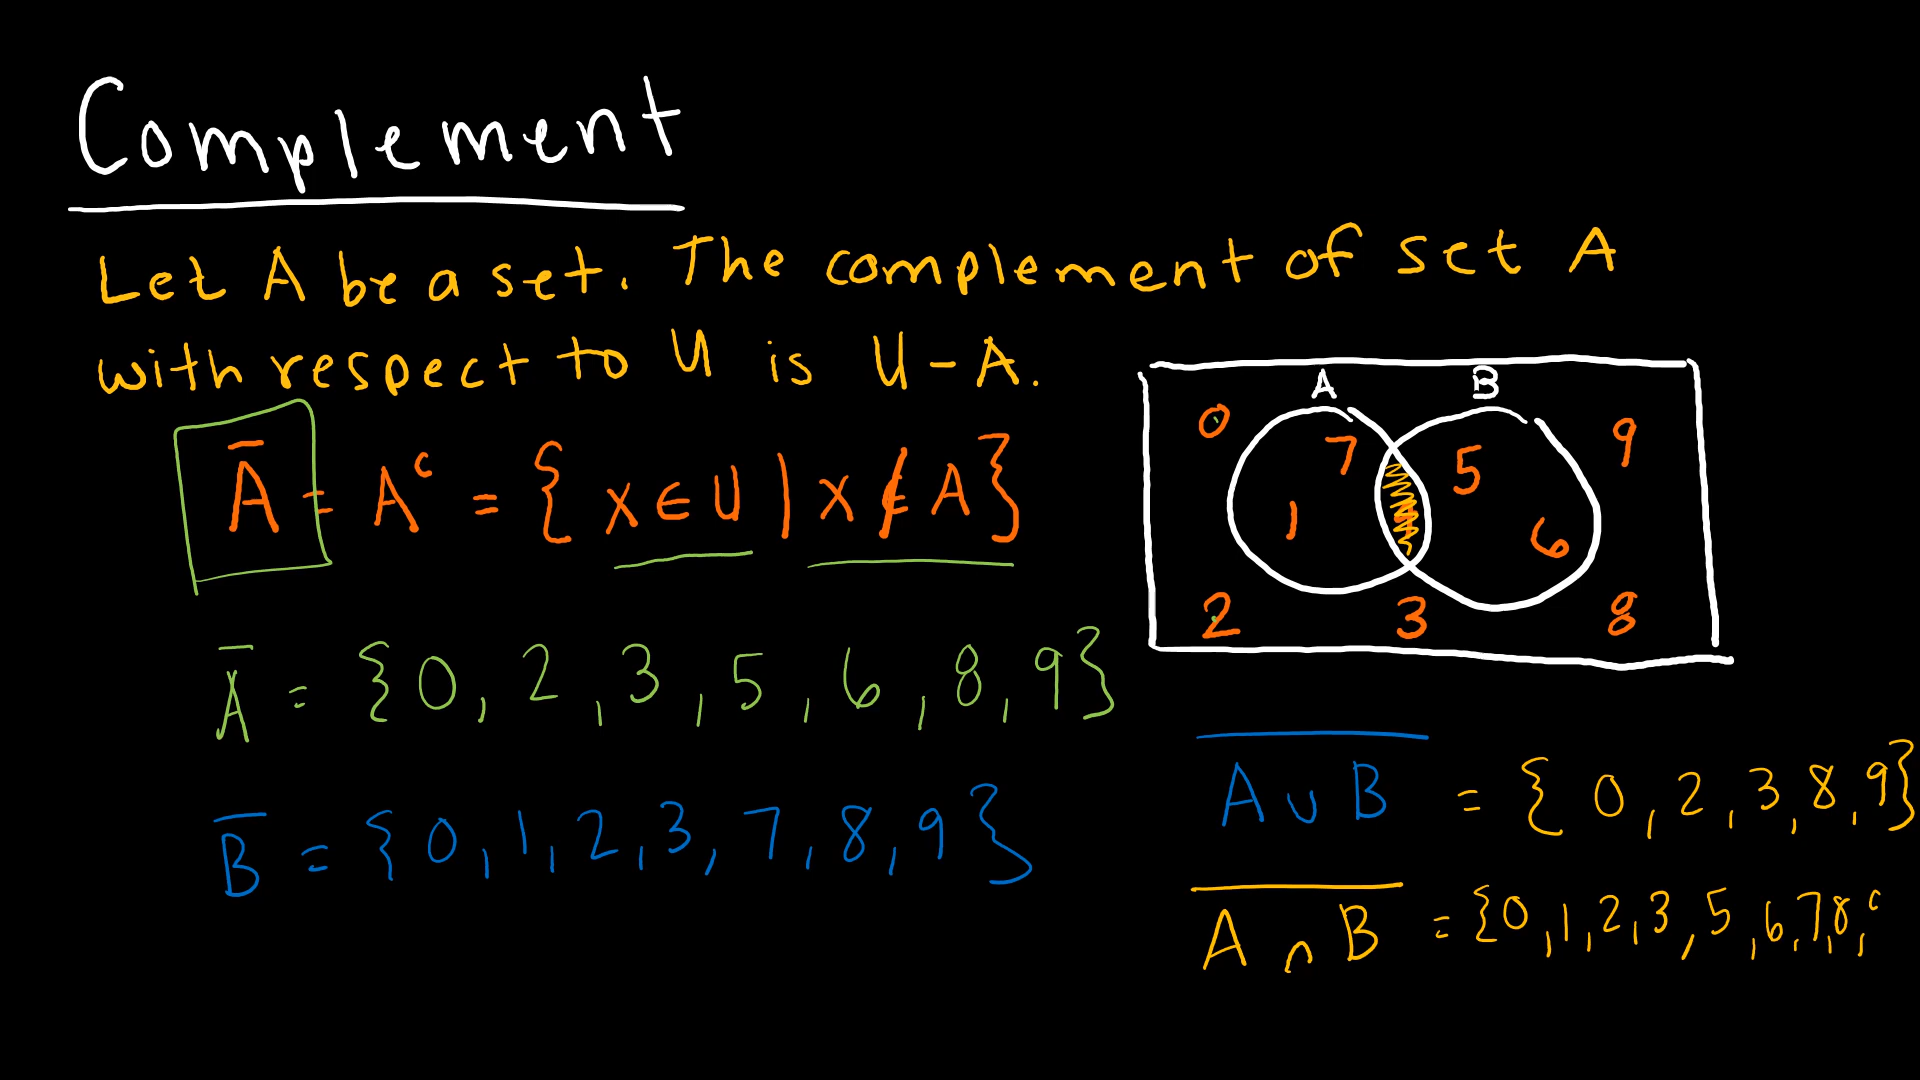 Complement
Let A be a set. The complement of set A
with respect to U is U - A.
A̅ = Aᶜ = { x ∈ U | x ∉ A }
A B
0 7 5 9
1 6
2 3 8
A̅ = {0, 2, 3, 5, 6, 8, 9}
B̅ = {0, 1, 2, 3, 7, 8, 9}
A̅ ̅∪̅ ̅B̅ = {0, 2, 3, 8, 9}
A̅ ̅∩̅ ̅B̅ = {0, 1, 2, 3, 5, 6, 7, 8,